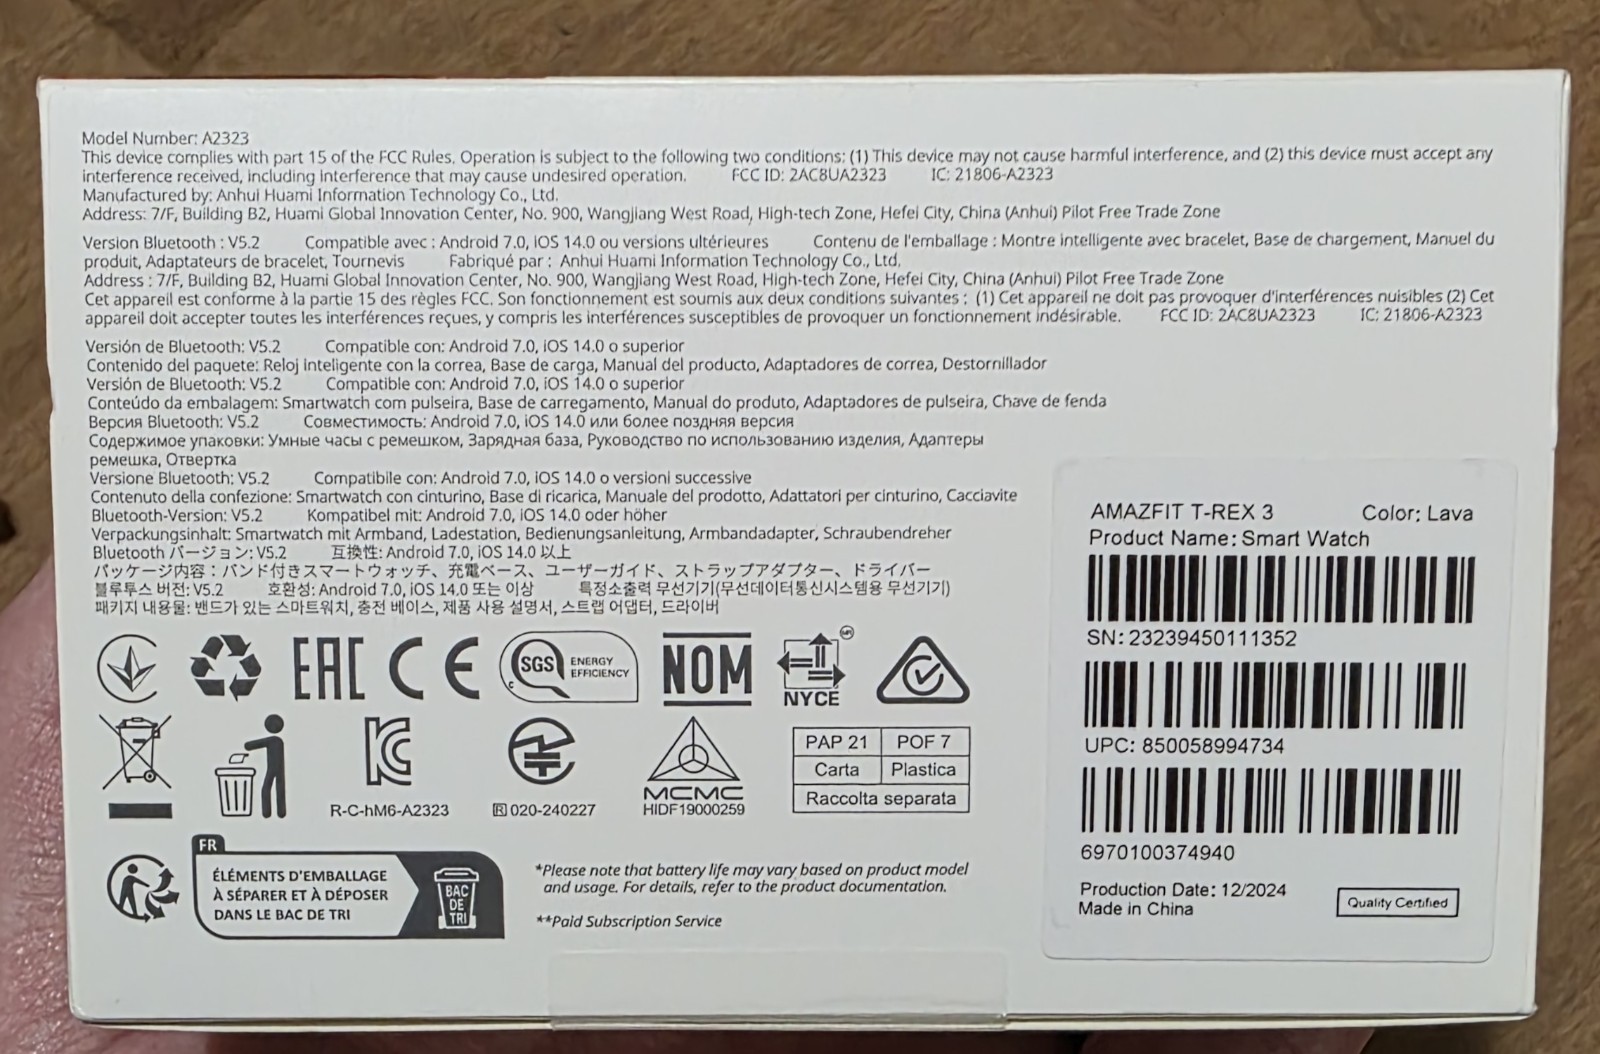 Model Number: A2323
This device complies with part 15 of the FCC Rules. Operation is subject to the following two conditions: (1) This device may not cause harmful interference, and (2) this device must accept any
interference received, including interference that may cause undesired operation. FCC ID: 2AC8UA2323 IC: 21806-A2323
Manufactured by: Anhui Huami Information Technology Co., Ltd.
Address: 7/F, Building B2, Huami Global Innovation Center, No. 900, Wangjiang West Road, High-tech Zone, Hefei City, China (Anhui) Pilot Free Trade Zone
Version Bluetooth : V5.2 Compatible avec : Android 7.0, iOS 14.0 ou versions ultérieures Contenu de l'emballage : Montre intelligente avec bracelet, Base de chargement, Manuel du
produit, Adaptateurs de bracelet, Tournevis Fabriqué par : Anhui Huami Information Technology Co., Ltd.
Address : 7/F, Building B2, Huami Global Innovation Center, No. 900, Wangjiang West Road, High-tech Zone, Hefei City, China (Anhui) Pilot Free Trade Zone
Cet appareil est conforme à la partie 15 des règles FCC. Son fonctionnement est soumis aux deux conditions suivantes : (1) Cet appareil ne doit pas provoquer d'interférences nuisibles (2) Cet
appareil doit accepter toutes les interférences reçues, y compris les interférences susceptibles de provoquer un fonctionnement indésirable. FCC ID: 2AC8UA2323 IC: 21806-A2323
Versión de Bluetooth: V5.2 Compatible con: Android 7.0, iOS 14.0 o superior
Contenido del paquete: Reloj inteligente con la correa, Base de carga, Manual del producto, Adaptadores de correa, Destornillador
Versión de Bluetooth: V5.2 Compatible con: Android 7.0, iOS 14.0 o superior
Conteúdo da embalagem: Smartwatch com pulseira, Base de carregamento, Manual do produto, Adaptadores de pulseira, Chave de fenda
Версия Bluetooth: V5.2 Совместимость: Android 7.0, iOS 14.0 или более поздняя версия
Содержимое упаковки: Умные часы с ремешком, Зарядная база, Руководство по использованию изделия, Адаптеры
ремешка, Отвертка
Versione Bluetooth: V5.2 Compatibile con: Android 7.0, iOS 14.0 o versioni successive
Contenuto della confezione: Smartwatch con cinturino, Base di ricarica, Manuale del prodotto, Adattatori per cinturino, Cacciavite
Bluetooth-Version: V5.2 Kompatibel mit: Android 7.0, iOS 14.0 oder höher
Verpackungsinhalt: Smartwatch mit Armband, Ladestation, Bedienungsanleitung, Armbandadapter, Schraubendreher
Bluetooth バージョン: V5.2 互換性: Android 7.0, iOS 14.0 以上
パッケージ内容：バンド付きスマートウォッチ、充電ベース、ユーザーガイド、ストラップアダプター、ドライバー
블루투스 버전: V5.2 호환성: Android 7.0, iOS 14.0 또는 이상 특정소출력 무선기기(무선데이터통신시스템용 무선기기)
패키지 내용물: 밴드가 있는 스마트워치, 충전 베이스, 제품 사용 설명서, 스트랩 어댑터, 드라이버
EAC CE SGS ENERGY EFFICIENCY NOM NYCE
R-C-hM6-A2323
R 020-240227
MCMC
HIDF19000259
PAP 21 POF 7
Carta Plastica
Raccolta separata
FR
ÉLÉMENTS D'EMBALLAGE
À SÉPARER ET À DÉPOSER
DANS LE BAC DE TRI
BAC
DE
TRI
*Please note that battery life may vary based on product model
and usage. For details, refer to the product documentation.
**Paid Subscription Service
AMAZFIT T-REX 3 Color: Lava
Product Name: Smart Watch
SN: 23239450111352
UPC: 850058994734
6970100374940
Production Date: 12/2024
Made in China
Quality Certified